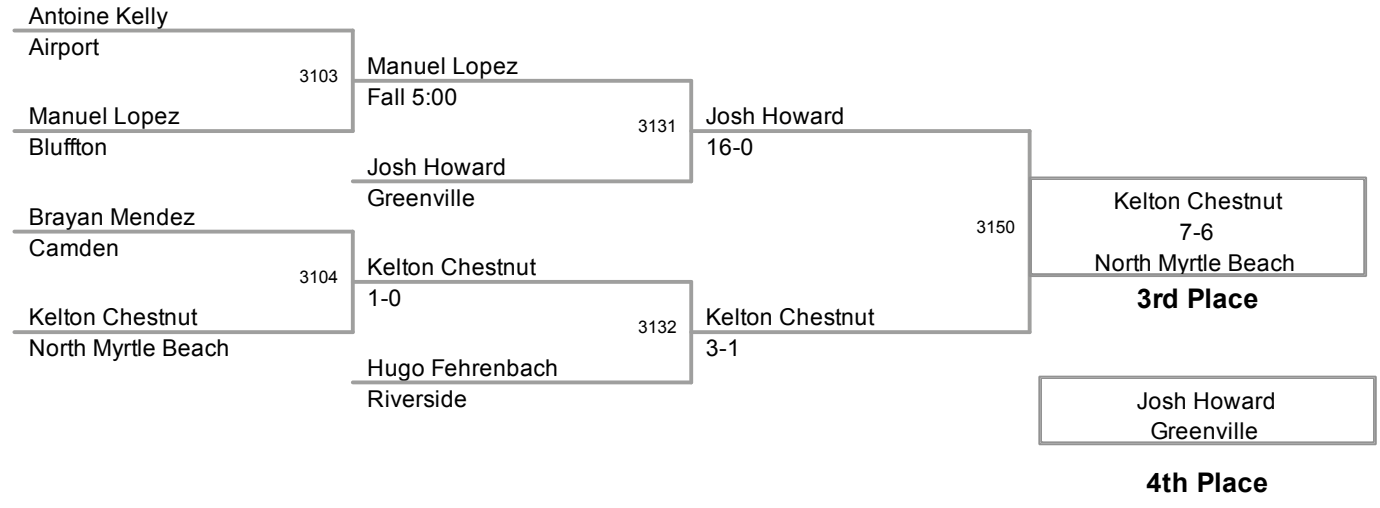 Antoine Kelly
Airport
3103
Manuel Lopez
Fall 5:00
Manuel Lopez
Bluffton
3131
Josh Howard
16-0
Josh Howard
Greenville
Brayan Mendez
Camden
3104
Kelton Chestnut
1-0
Kelton Chestnut
North Myrtle Beach
3132
Kelton Chestnut
3-1
Hugo Fehrenbach
Riverside
3150
Kelton Chestnut
7-6
North Myrtle Beach
3rd Place
Josh Howard
Greenville
4th Place